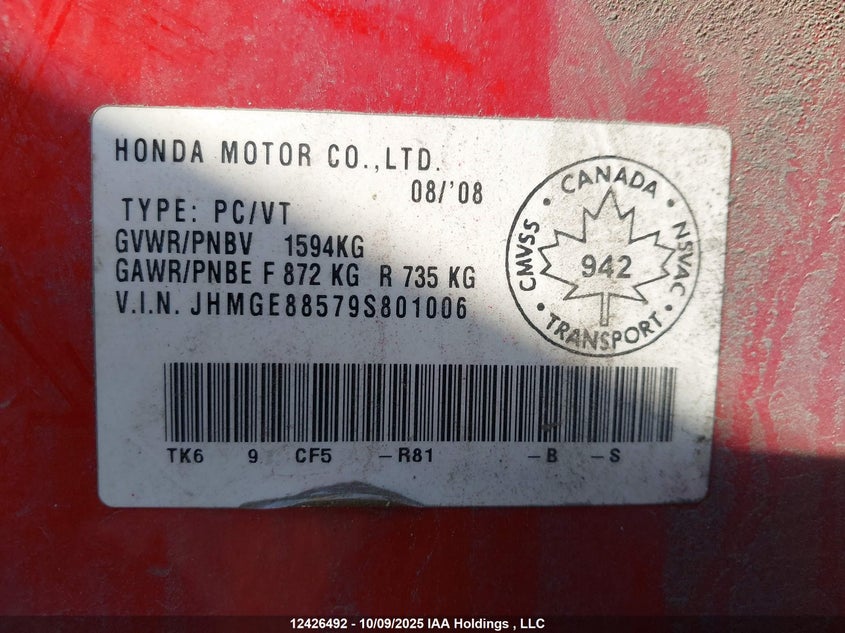 HONDA MOTOR CO.,LTD.
08/'08
TYPE: PC/VT
GVWR/PNBV 1594KG
GAWR/PNBE F 872 KG R 735 KG
V.I.N. JHMGE88579S801006
CANADA
CMVSS
942
NSVAC
TRANSPORT
TK6 9 CF5 -R81 -B -S
12426492 - 10/09/2025 IAA Holdings , LLC